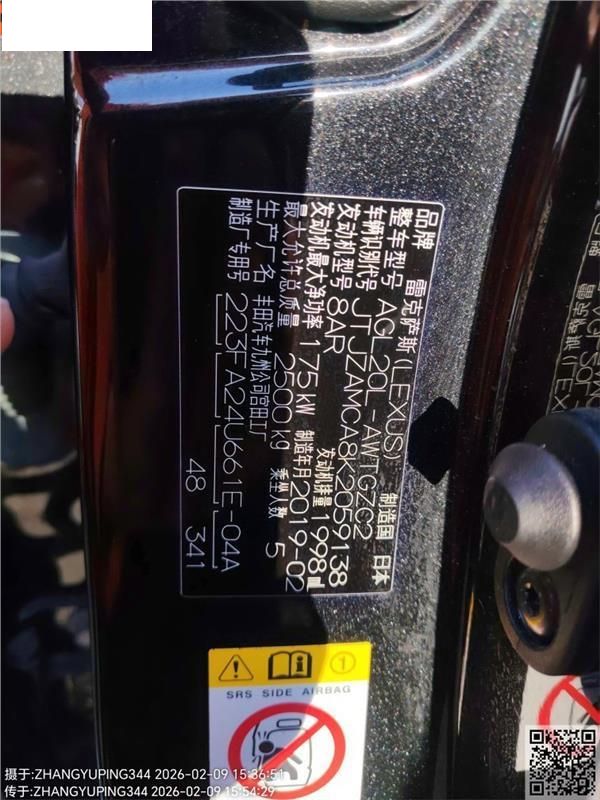 品牌 雷克萨斯(LEXUS) 制造国 日本
整车型号 AGL20L-AWTGZC2
车辆识别代号 JTJZAMCA8K2059138
发动机型号 8AR 发动机排量 1998ml
发动机最大净功率 175kW 制造年月 2019-02
最大允许总质量 2500kg 乘坐人数 5
生产厂名 丰田汽车九州公司宫田工厂
制造厂专用号 223FA24U661E-04A
48 341
SRS SIDE AIRBAG
摄于:ZHANGYUPING344 2026-02-09 15:36:51
传于:ZHANGYUPING344 2026-02-09 15:54:29